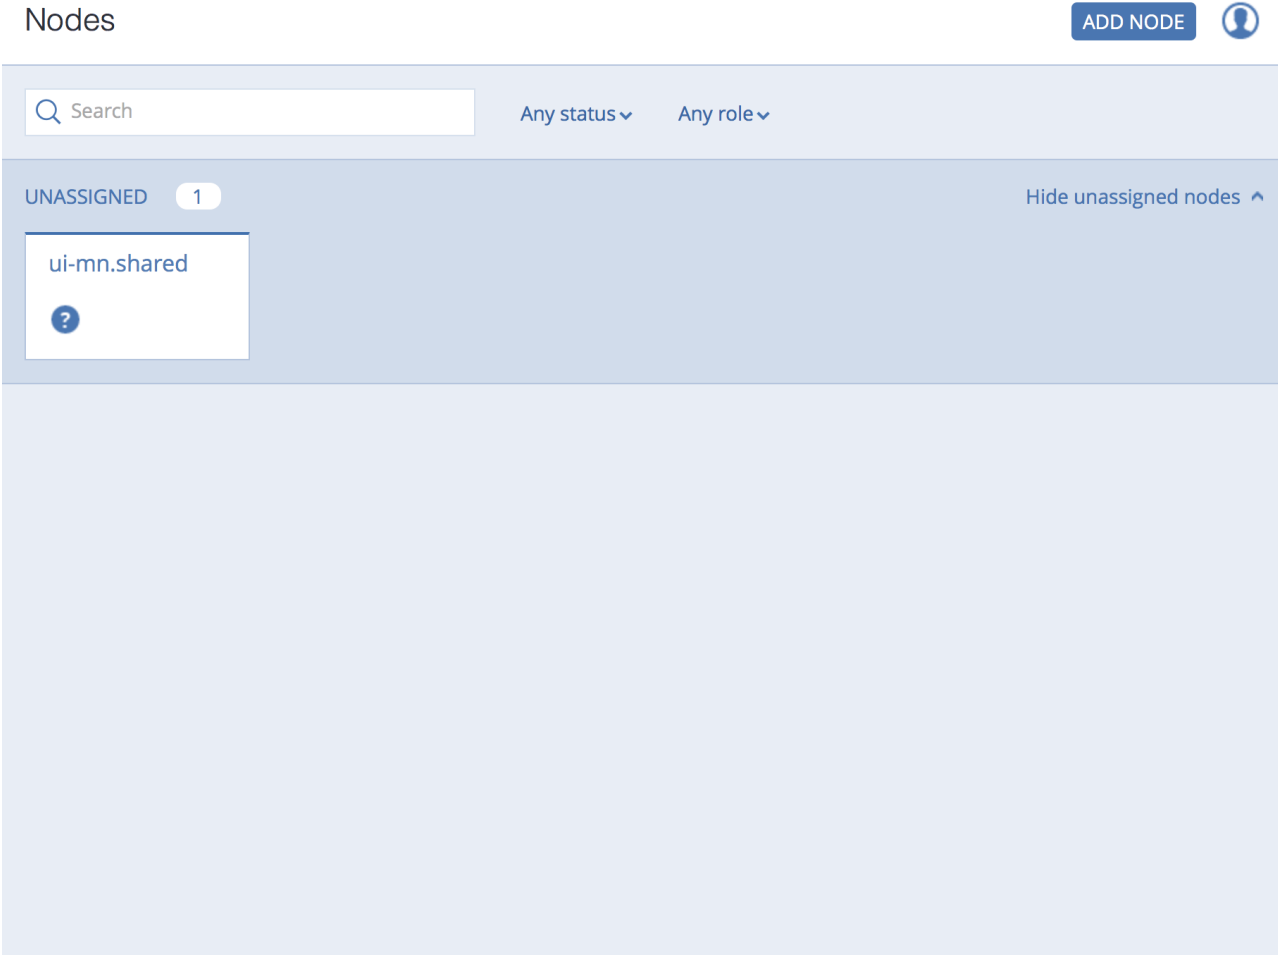 Nodes
ADD NODE
Search
Any status
Any role
UNASSIGNED 1
Hide unassigned nodes
ui-mn.shared
?